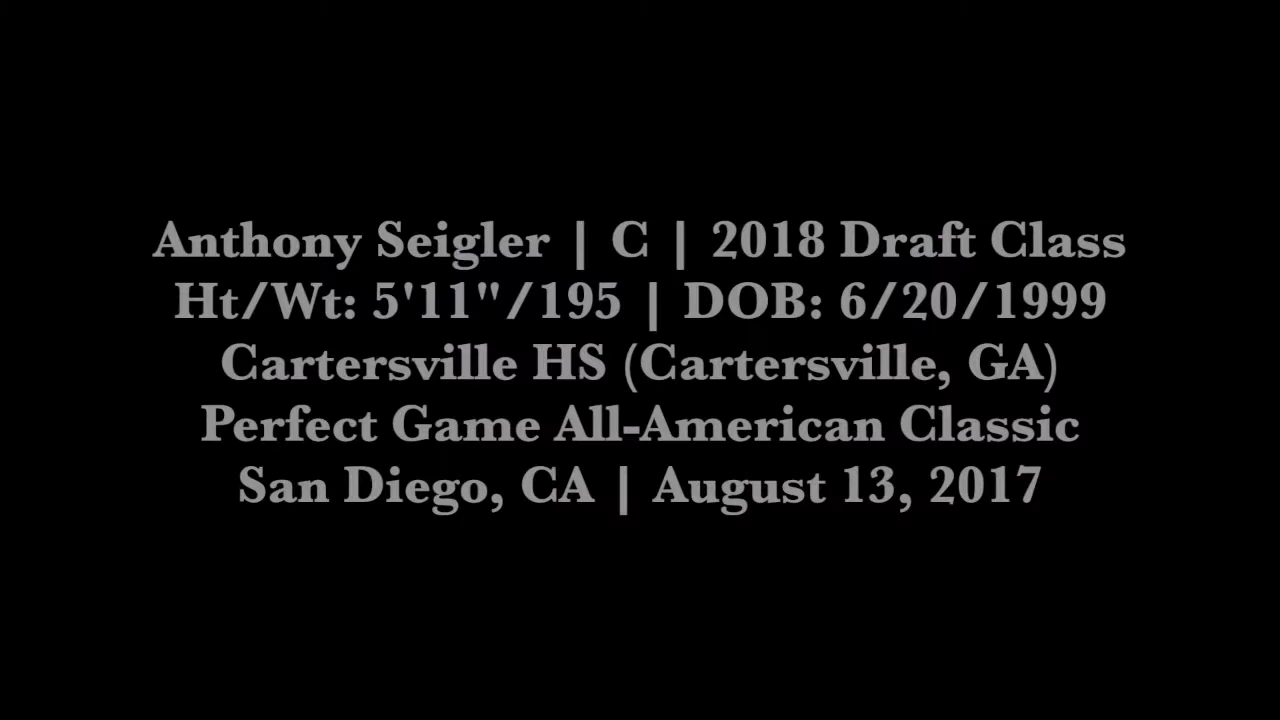 Anthony Seigler | C | 2018 Draft Class
Ht/Wt: 5'11"/195 | DOB: 6/20/1999
Cartersville HS (Cartersville, GA)
Perfect Game All-American Classic
San Diego, CA | August 13, 2017